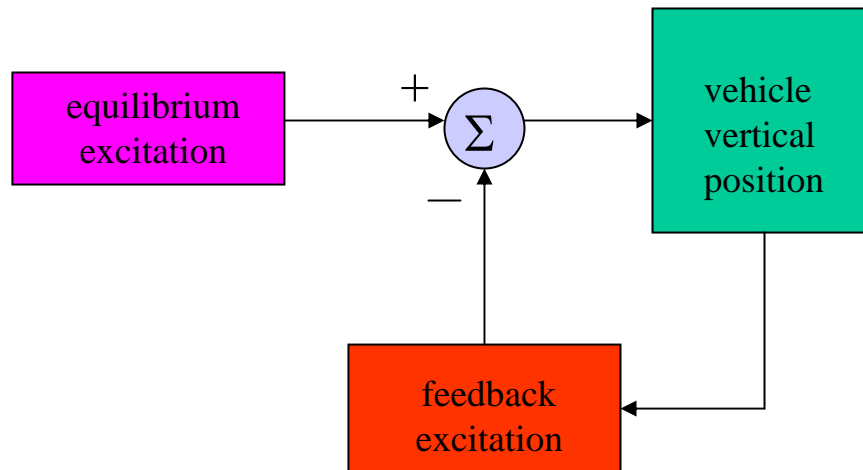 equilibrium
excitation
+
Σ
−
vehicle
vertical
position
feedback
excitation